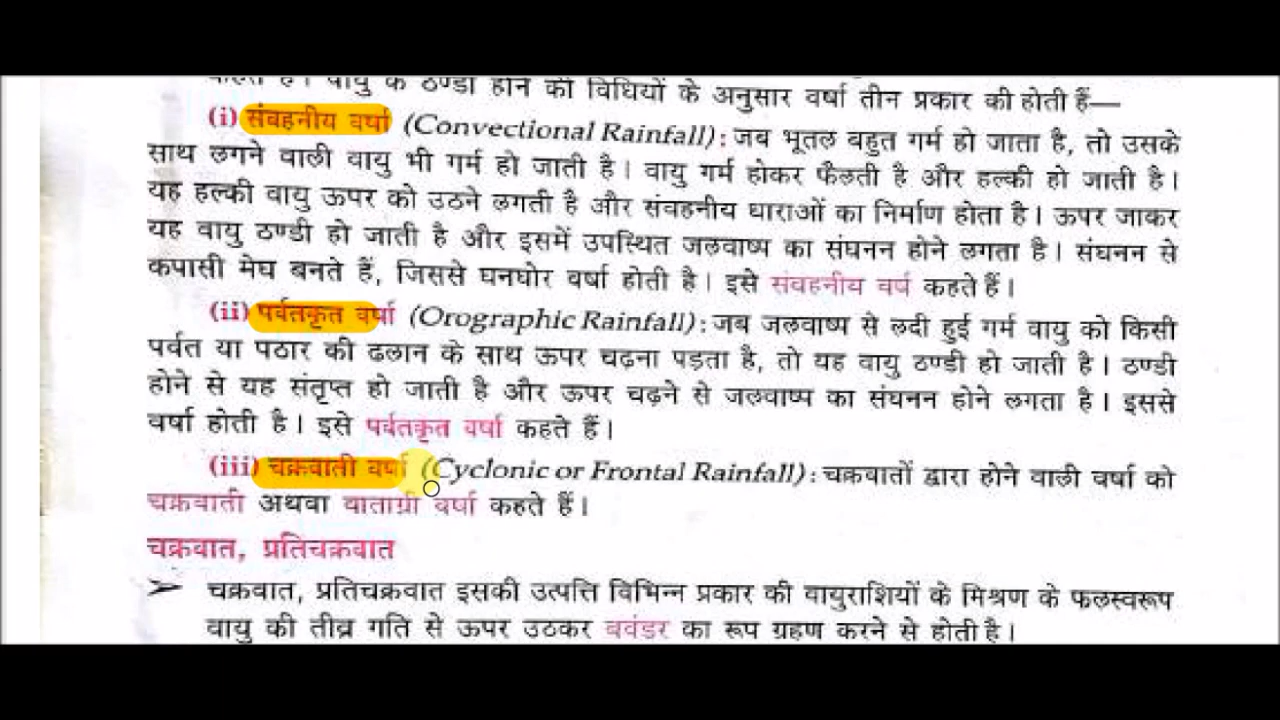 वायु के ठण्डी होने की विधियों के अनुसार वर्षा तीन प्रकार की होती हैं—
(i) संवहनीय वर्षा (Convectional Rainfall) : जब भूतल बहुत गर्म हो जाता है, तो उसके
साथ लगने वाली वायु भी गर्म हो जाती है। वायु गर्म होकर फैलती है और हल्की हो जाती है।
यह हल्की वायु ऊपर को उठने लगती है और संवहनीय धाराओं का निर्माण होता है। ऊपर जाकर
यह वायु ठण्डी हो जाती है और इसमें उपस्थित जलवाष्प का संघनन होने लगता है। संघनन से
कपासी मेघ बनते हैं, जिससे घनघोर वर्षा होती है। इसे संवहनीय वर्ष कहते हैं।
(ii) पर्वतकृत वर्षा (Orographic Rainfall) : जब जलवाष्प से लदी हुई गर्म वायु को किसी
पर्वत या पठार की ढलान के साथ ऊपर चढ़ना पड़ता है, तो यह वायु ठण्डी हो जाती है। ठण्डी
होने से यह संतृप्त हो जाती है और ऊपर चढ़ने से जलवाष्प का संघनन होने लगता है। इससे
वर्षा होती है। इसे पर्वतकृत वर्षा कहते हैं।
(iii) चक्रवाती वर्षा (Cyclonic or Frontal Rainfall) : चक्रवातों द्वारा होने वाली वर्षा को
चक्रवाती अथवा वाताग्री वर्षा कहते हैं।
चक्रवात, प्रतिचक्रवात
➢ चक्रवात, प्रतिचक्रवात इसकी उत्पत्ति विभिन्न प्रकार की वायुराशियों के मिश्रण के फलस्वरूप
वायु की तीव्र गति से ऊपर उठकर बवंडर का रूप ग्रहण करने से होती है।